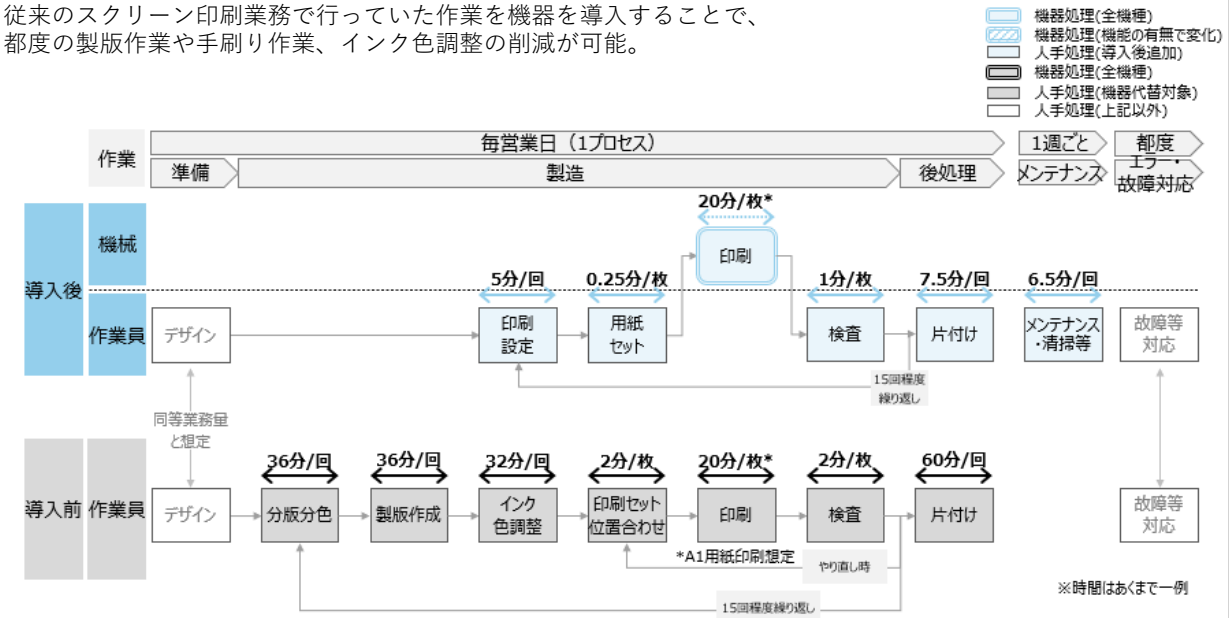 従来のスクリーン印刷業務で行っていた作業を機器を導入することで、
都度の製版作業や手刷り作業、インク色調整の削減が可能。
機器処理(全機種)
機器処理(機能の有無で変化)
人手処理(導入後追加)
機器処理(全機種)
人手処理(機器代替対象)
人手処理(上記以外)
作業
毎営業日（1プロセス）
1週ごと
都度
準備
製造
後処理
メンテナンス
エラー・
故障対応
導入後
機械
作業員
20分/枚*
印刷
5分/回
0.25分/枚
1分/枚
7.5分/回
6.5分/回
デザイン
印刷
設定
用紙
セット
検査
片付け
メンテナンス
・清掃等
故障等
対応
15回程度
繰り返し
同等業務量
と想定
導入前
作業員
36分/回
36分/回
32分/回
2分/枚
20分/枚*
2分/枚
60分/回
デザイン
分版分色
製版作成
インク
色調整
印刷セット
位置合わせ
印刷
検査
片付け
故障等
対応
*A1用紙印刷想定
やり直し時
15回程度繰り返し
※時間はあくまで一例